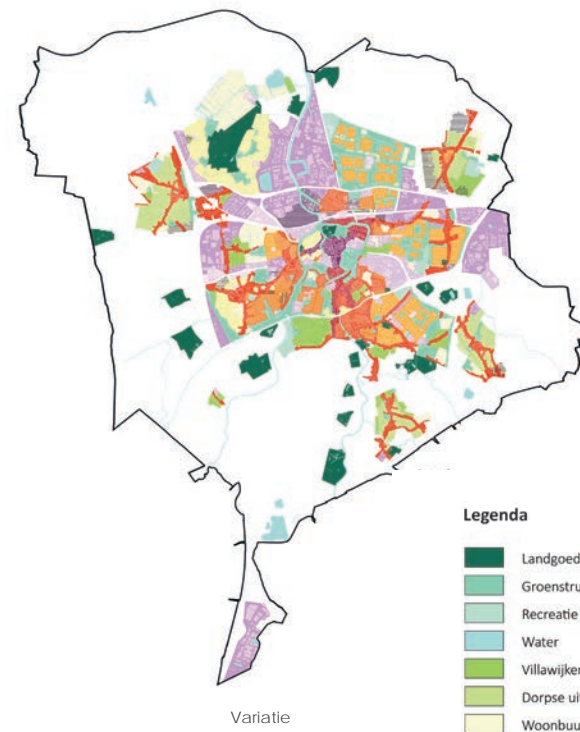 Legenda
Landgoed
Groenstru
Recreatie
Water
Villawijken
Dorpse ui
Woonbuu
Variatie